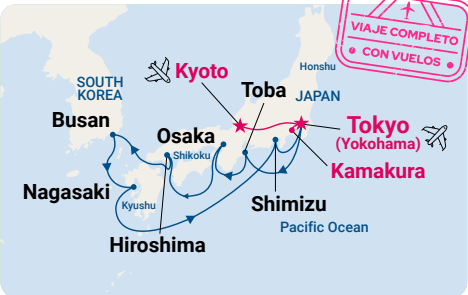 VIAJE COMPLETO
CON VUELOS
Honshu
Kyoto
SOUTH
KOREA
Toba
JAPAN
Busan
Osaka
Tokyo
(Yokohama)
Shikoku
Kamakura
Nagasaki
Kyushu
Shimizu
Pacific Ocean
Hiroshima